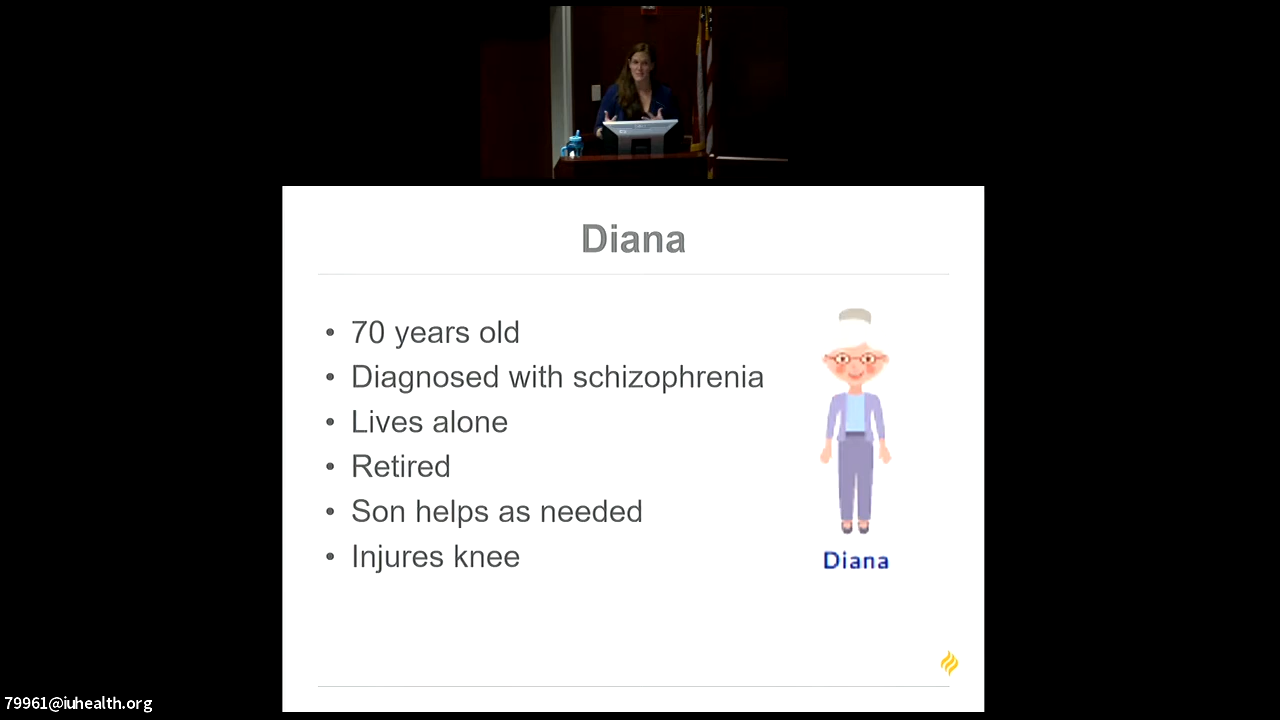 Diana
• 70 years old
• Diagnosed with schizophrenia
• Lives alone
• Retired
• Son helps as needed
• Injures knee
Diana
79961@iuhealth.org